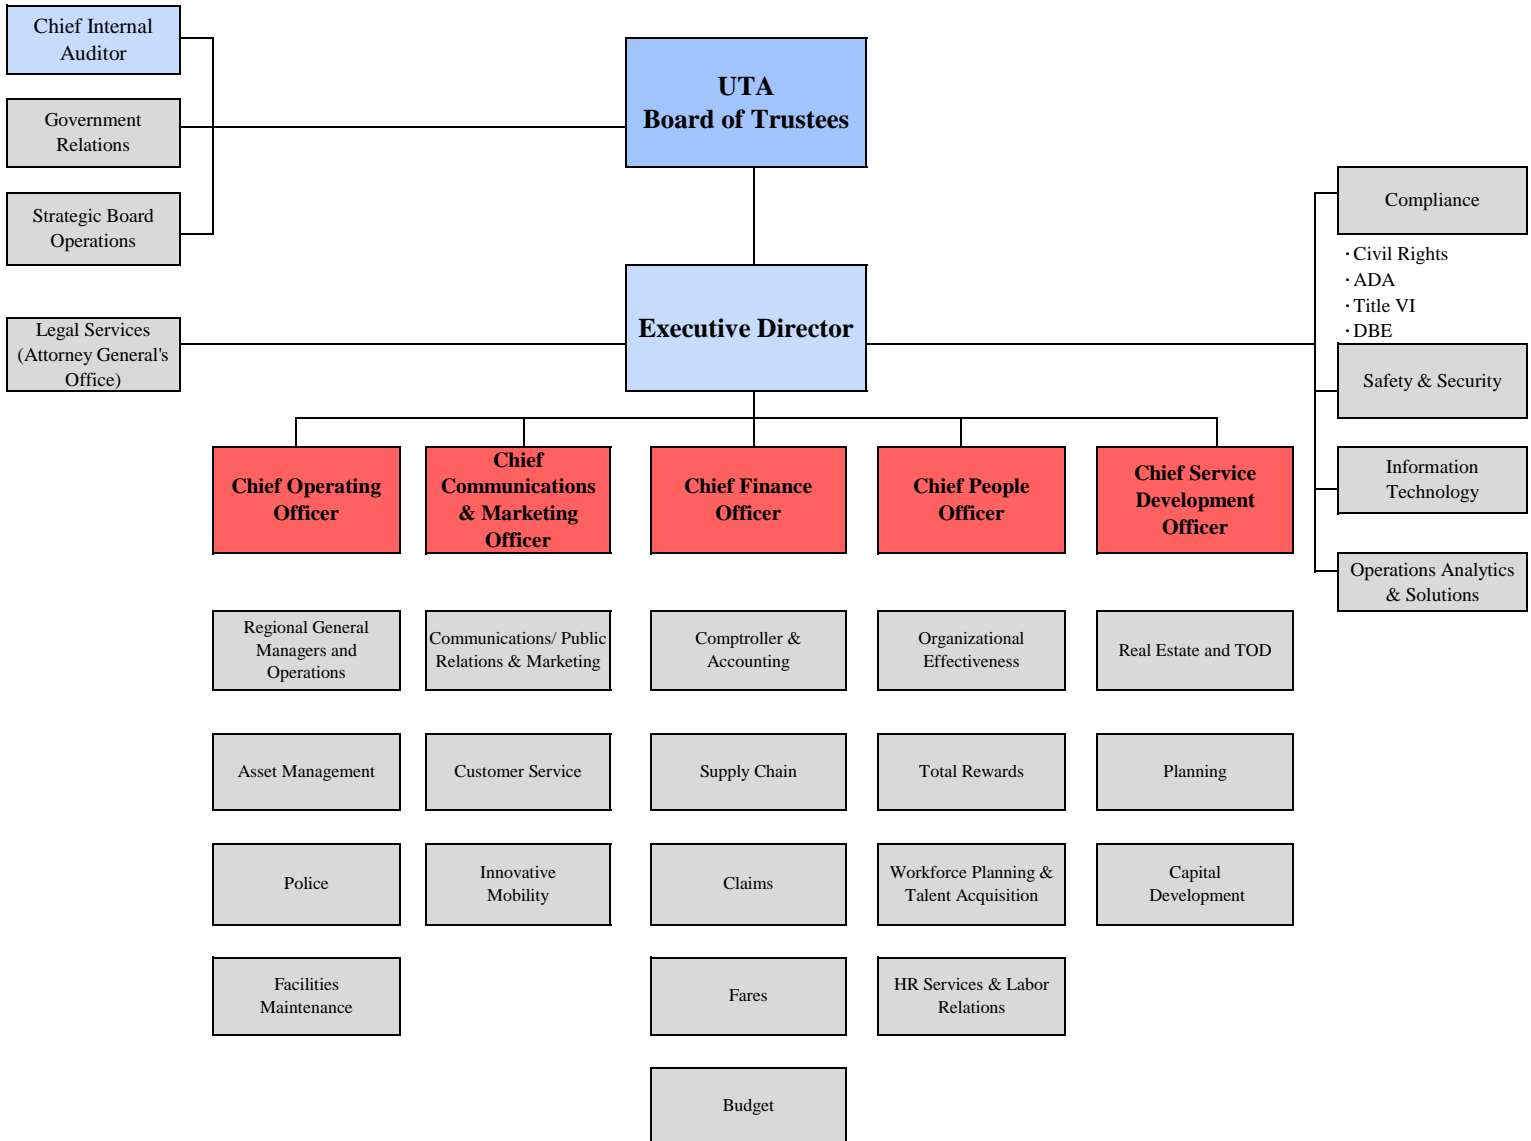 Chief Internal
Auditor
Government
Relations
Strategic Board
Operations
UTA
Board of Trustees
Legal Services
(Attorney General's
Office)
Executive Director
Compliance
· Civil Rights
· ADA
· Title VI
· DBE
Safety & Security
Information
Technology
Operations Analytics
& Solutions
Chief Operating
Officer
Chief
Communications
& Marketing
Officer
Chief Finance
Officer
Chief People
Officer
Chief Service
Development
Officer
Regional General
Managers and
Operations
Communications/ Public
Relations & Marketing
Comptroller &
Accounting
Organizational
Effectiveness
Real Estate and TOD
Asset Management
Customer Service
Supply Chain
Total Rewards
Planning
Police
Innovative
Mobility
Claims
Workforce Planning &
Talent Acquisition
Capital
Development
Facilities
Maintenance
Fares
HR Services & Labor
Relations
Budget